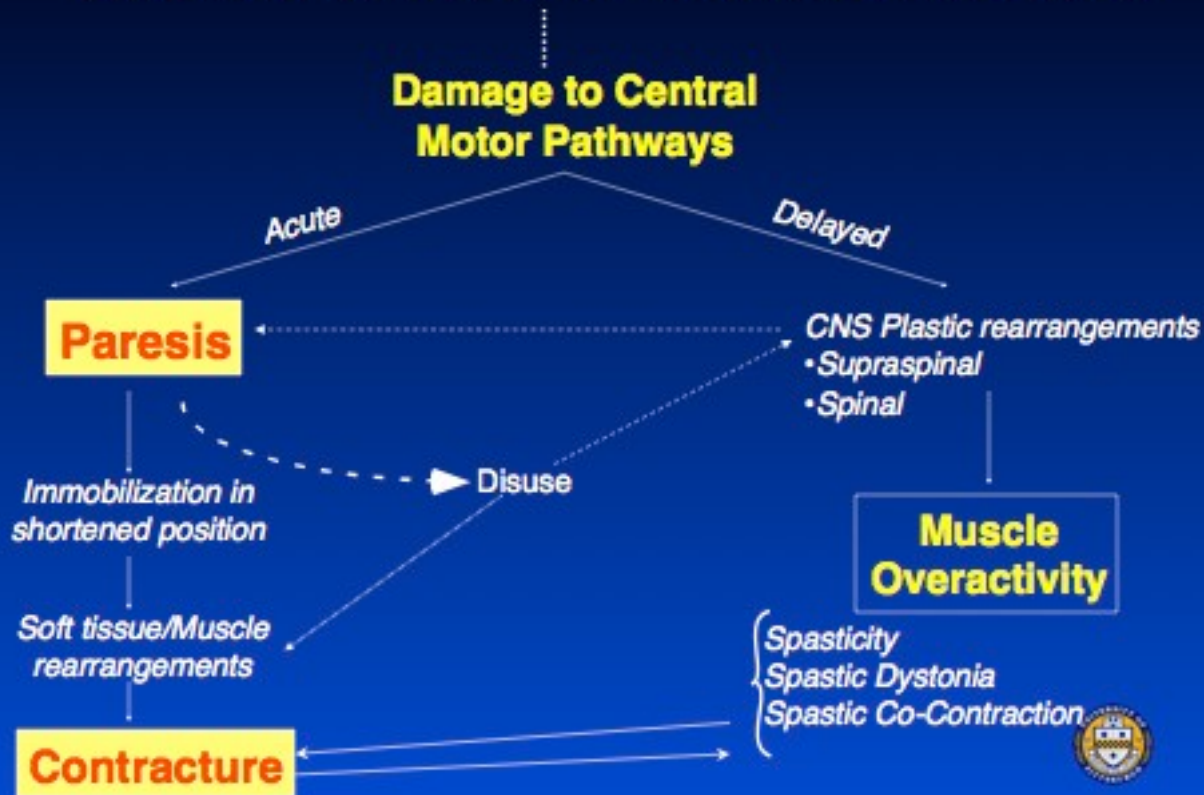 Damage to Central
Motor Pathways
Acute
Delayed
Paresis
CNS Plastic rearrangements
•Supraspinal
•Spinal
Disuse
Immobilization in
shortened position
Muscle
Overactivity
Soft tissue/Muscle
rearrangements
Spasticity
Spastic Dystonia
Spastic Co-Contraction
Contracture